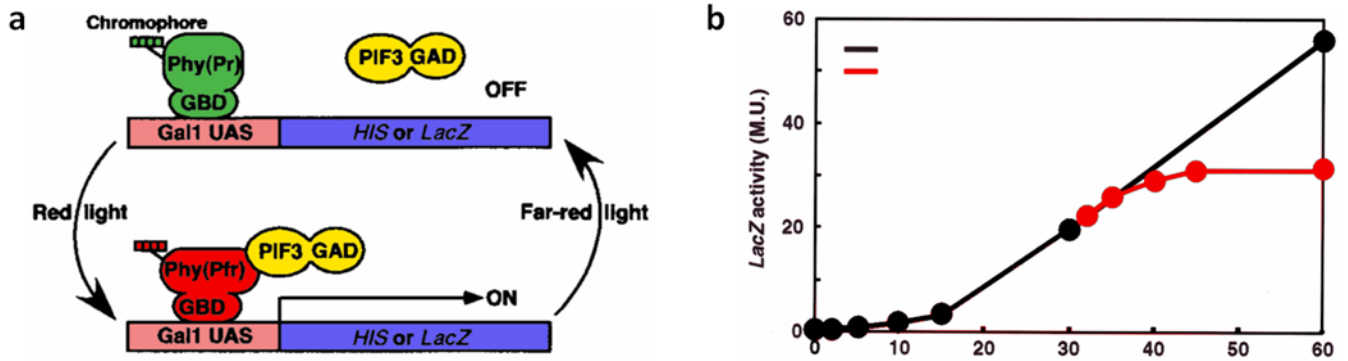 a
Chromophore
Phy(Pr)
GBD
PIF3 GAD
OFF
Gal1 UAS
HIS or LacZ
Red light
Far-red light
Phy(Pfr)
PIF3 GAD
GBD
ON
Gal1 UAS
HIS or LacZ
b
LacZ activity (M.U.)
60
40
20
0
0 10 20 30 40 50 60